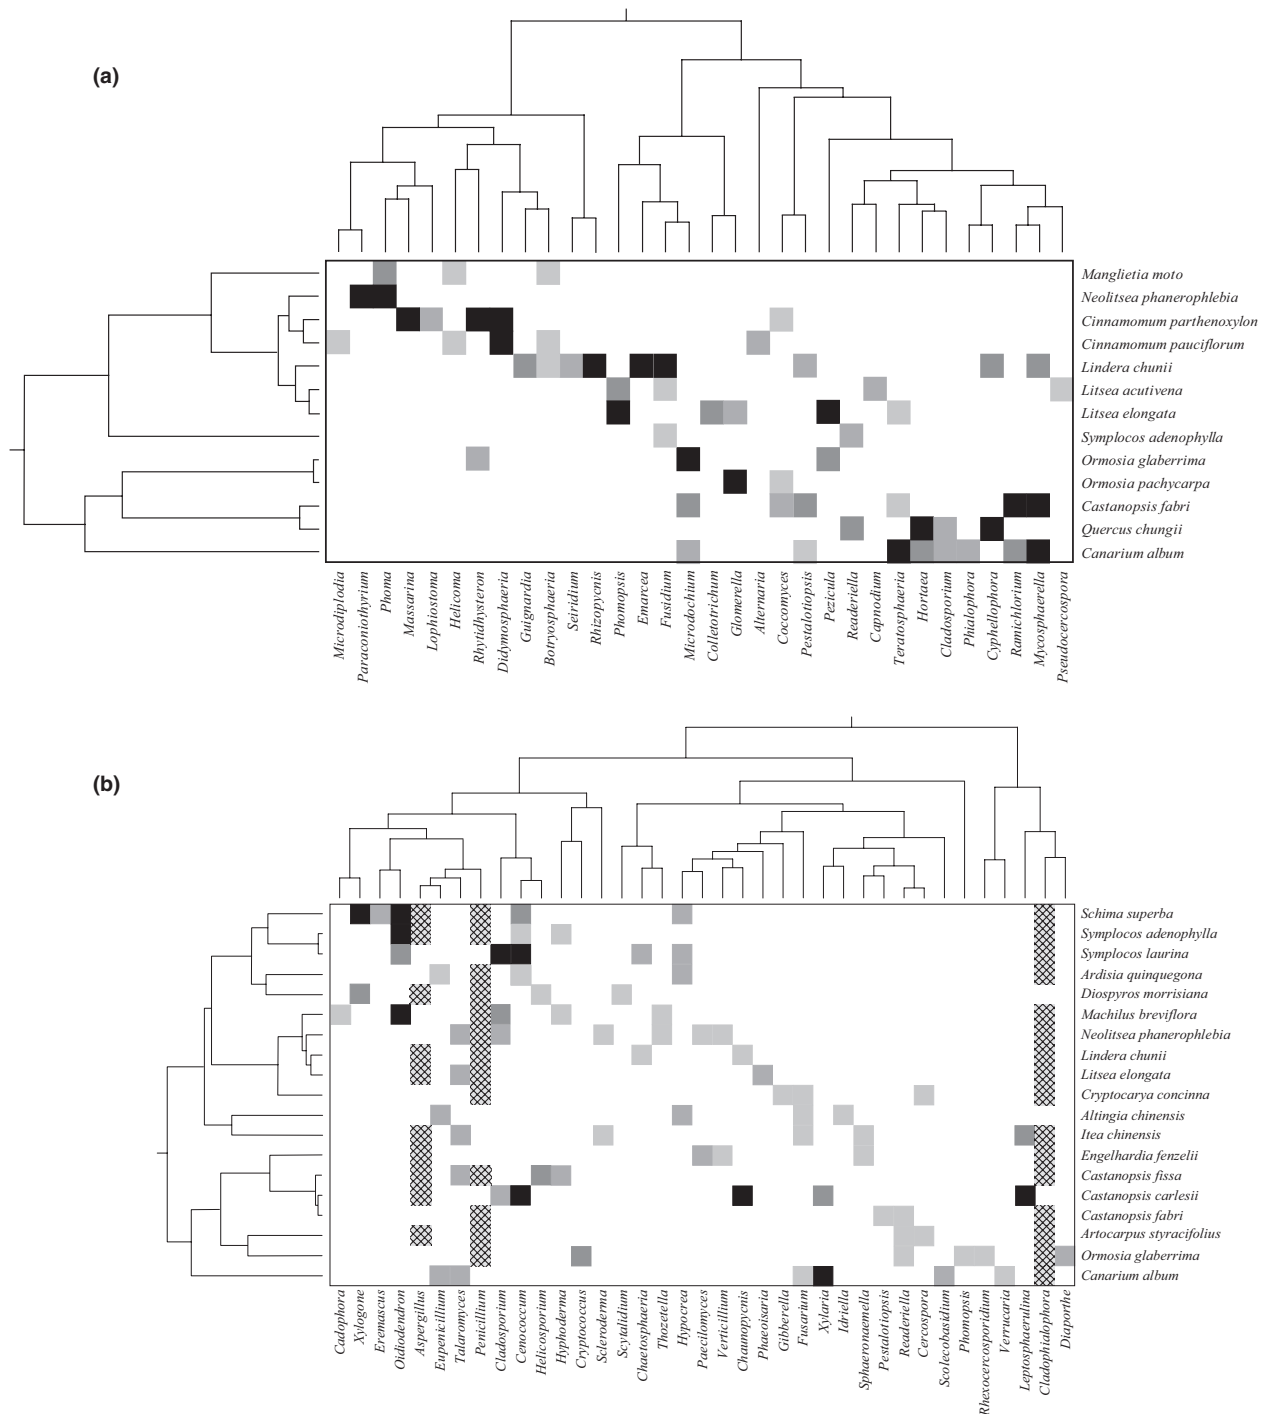 (a)
Manglietia moto
Neolitsea phanerophlebia
Cinnamomum parthenoxylon
Cinnamomum pauciflorum
Lindera chunii
Litsea acutivena
Litsea elongata
Symplocos adenophylla
Ormosia glaberrima
Ormosia pachycarpa
Castanopsis fabri
Quercus chungii
Canarium album
Microdiplodia
Paraconiothyrium
Phoma
Massarina
Lophiostoma
Helicoma
Rhytidhysteron
Didymosphaeria
Guignardia
Botryosphaeria
Seiridium
Rhizopycnis
Phomopsis
Emarcea
Fusidium
Microdochium
Colletotrichum
Glomerella
Alternaria
Coccomyces
Pestalotiopsis
Pezicula
Readeriella
Capnodium
Teratosphaeria
Hortaea
Cladosporium
Phialophora
Cyphellophora
Ramichlorium
Mycosphaerella
Pseudocercospora
(b)
Schima superba
Symplocos adenophylla
Symplocos laurina
Ardisia quinquegona
Diospyros morrisiana
Machilus breviflora
Neolitsea phanerophlebia
Lindera chunii
Litsea elongata
Cryptocarya concinna
Altingia chinensis
Itea chinensis
Engelhardia fenzelii
Castanopsis fissa
Castanopsis carlesii
Castanopsis fabri
Artocarpus styracifolius
Ormosia glaberrima
Canarium album
Cadophora
Xylogone
Eremascus
Oidiodendron
Aspergillus
Eupenicillium
Talaromyces
Penicillium
Cladosporium
Cenococcum
Helicosporium
Hyphoderma
Cryptococcus
Scleroderma
Scytalidium
Chaetosphaeria
Thozetella
Hypocrea
Paecilomyces
Verticillium
Chaunopycnis
Phaeoisaria
Gibberella
Fusarium
Xylaria
Idriella
Sphaeronaemella
Pestalotiopsis
Readeriella
Cercospora
Scolecobasidium
Phomopsis
Rhexocercosporidium
Verrucaria
Leptosphaerulina
Cladophialophora
Diaporthe